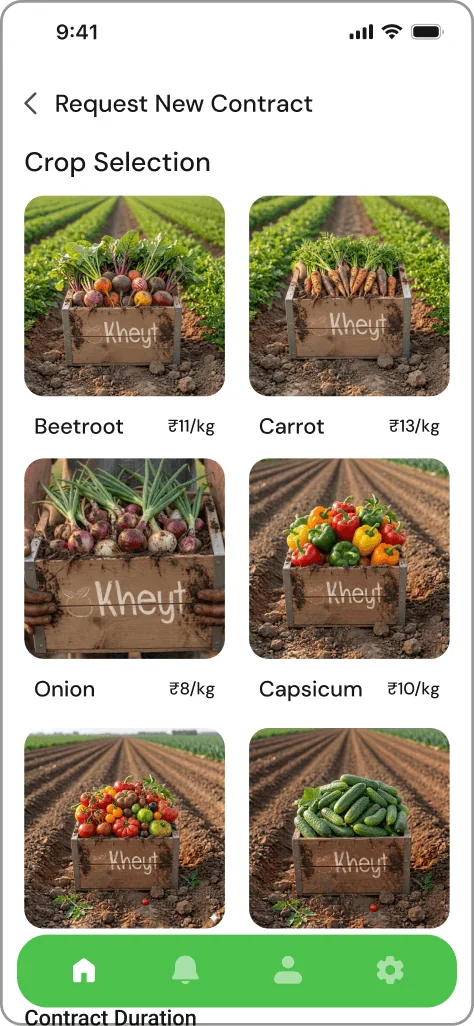 9:41
Request New Contract
Crop Selection
Kheyt
Kheyt
Beetroot ₹11/kg
Carrot ₹13/kg
Kheyt
Kheyt
Onion ₹8/kg
Capsicum ₹10/kg
Kheyt
Kheyt
Contract Duration